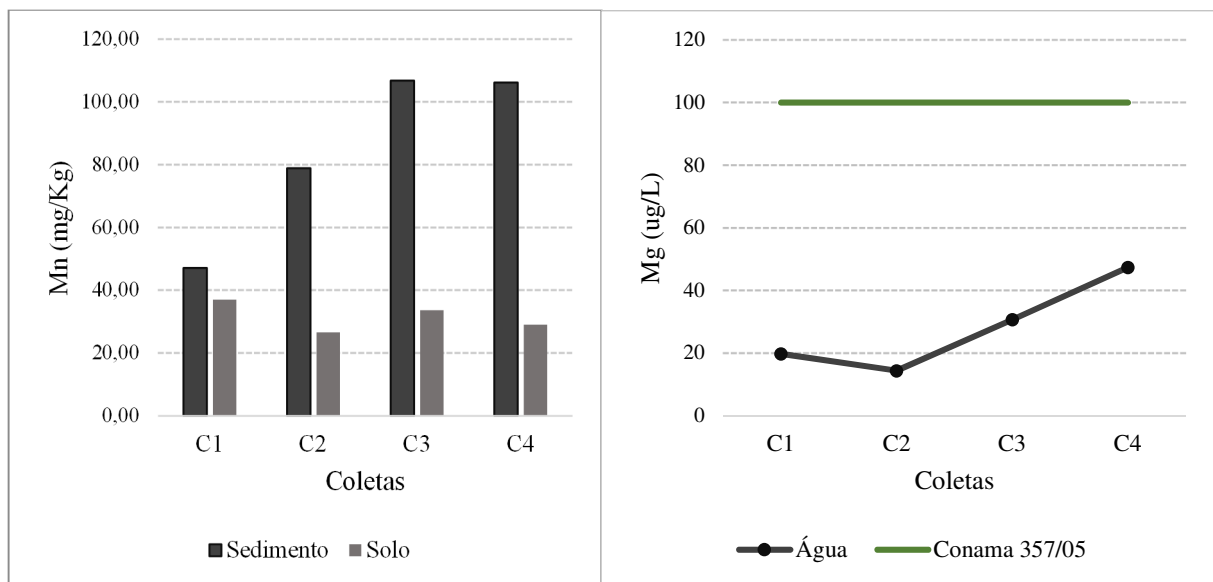 120,00
100,00
80,00
60,00
40,00
20,00
0,00
Mn (mg/Kg)
C1 C2 C3 C4
Coletas
Sedimento Solo
120
100
80
60
40
20
0
Mg (ug/L)
C1 C2 C3 C4
Coletas
Água Conama 357/05